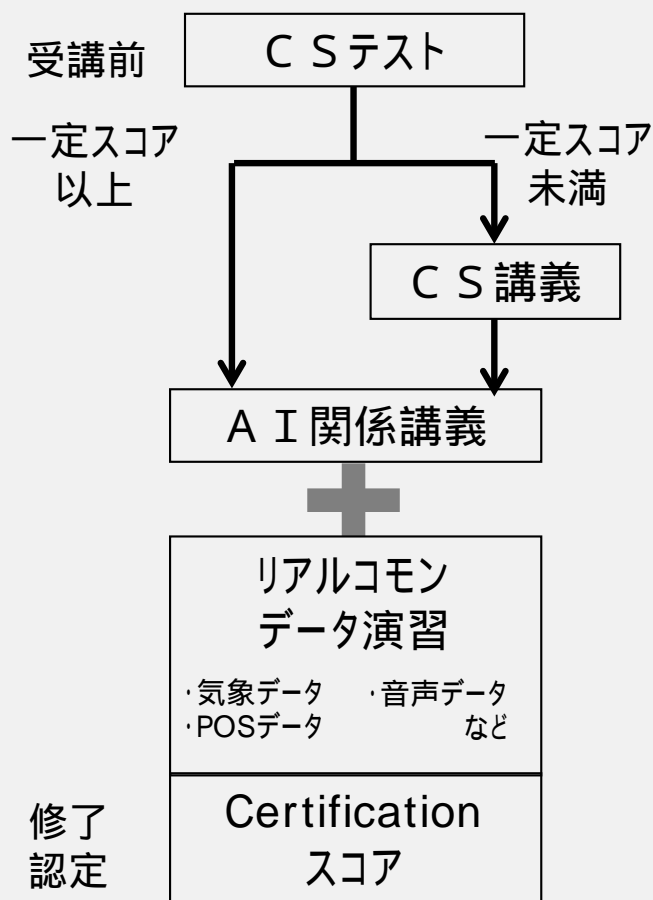 受講前
ＣＳテスト
一定スコア
以上
一定スコア
未満
ＣＳ講義
ＡＩ関係講義
リアルコモン
データ演習
･気象データ ･音声データ
･POSデータ など
修了
認定
Certification
スコア